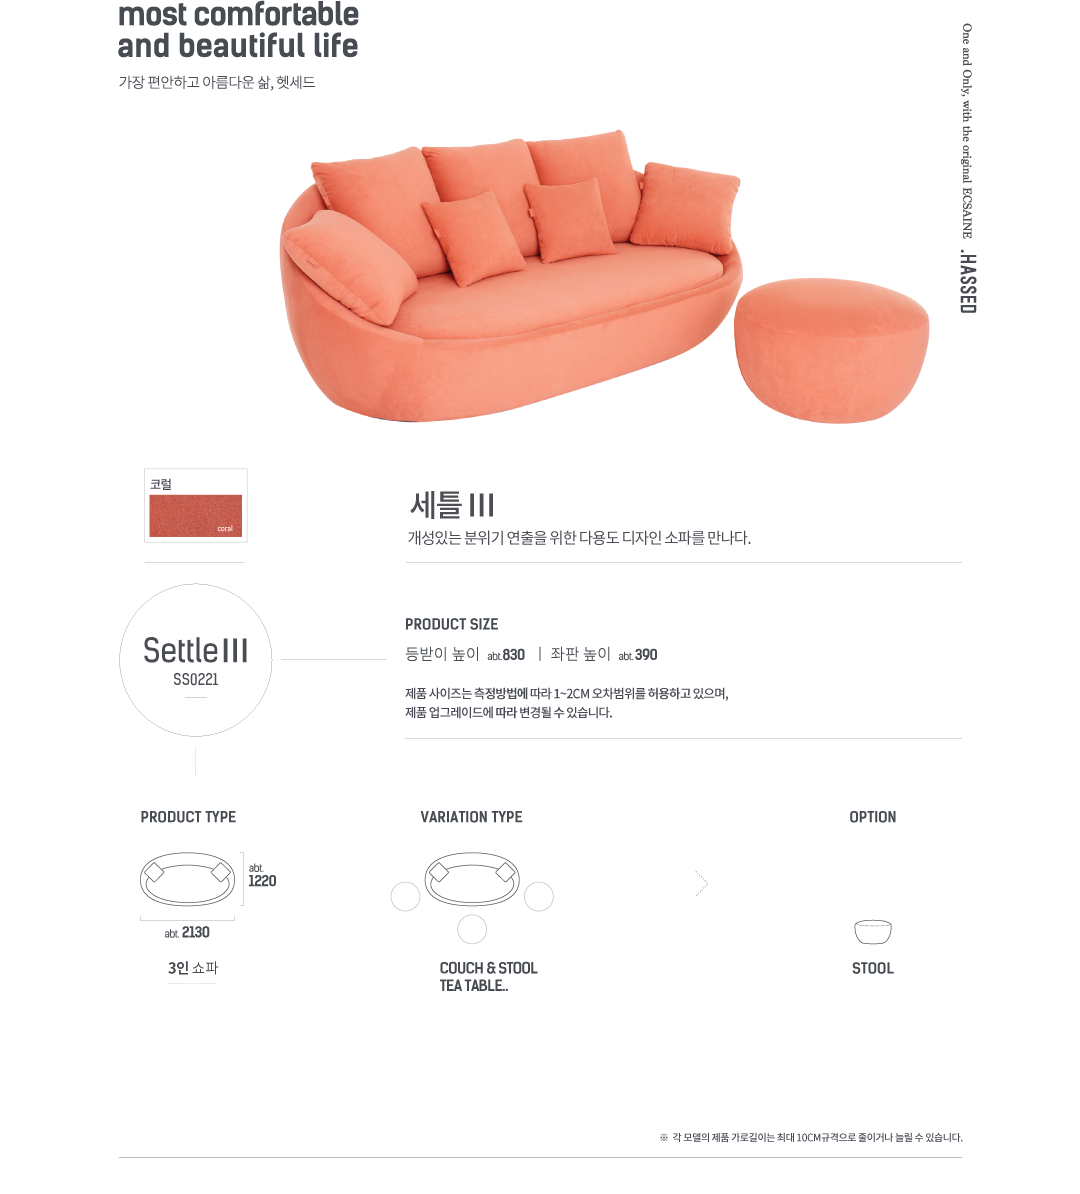 most comfortable
and beautiful life
가장 편안하고 아름다운 삶, 헷세드
One and Only, with the original ECSAINE .HASSED
코럴
coral
세틀 III
개성있는 분위기 연출을 위한 다용도 디자인 소파를 만나다.
Settle III
SS0221
PRODUCT SIZE
등받이 높이 abt.830 | 좌판 높이 abt.390
제품 사이즈는 측정방법에 따라 1~2CM 오차범위를 허용하고 있으며,
제품 업그레이드에 따라 변경될 수 있습니다.
PRODUCT TYPE
abt.
1220
abt. 2130
3인 쇼파
VARIATION TYPE
COUCH & STOOL
TEA TABLE..
OPTION
STOOL
※ 각 모델의 제품 가로길이는 최대 10CM규격으로 줄이거나 늘릴 수 있습니다.